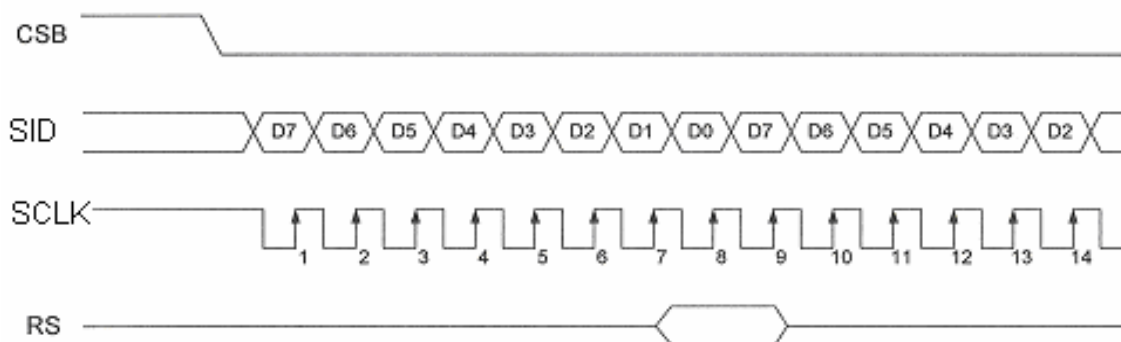 CSB
SID D7 D6 D5 D4 D3 D2 D1 D0 D7 D6 D5 D4 D3 D2
SCLK
1 2 3 4 5 6 7 8 9 10 11 12 13 14
RS